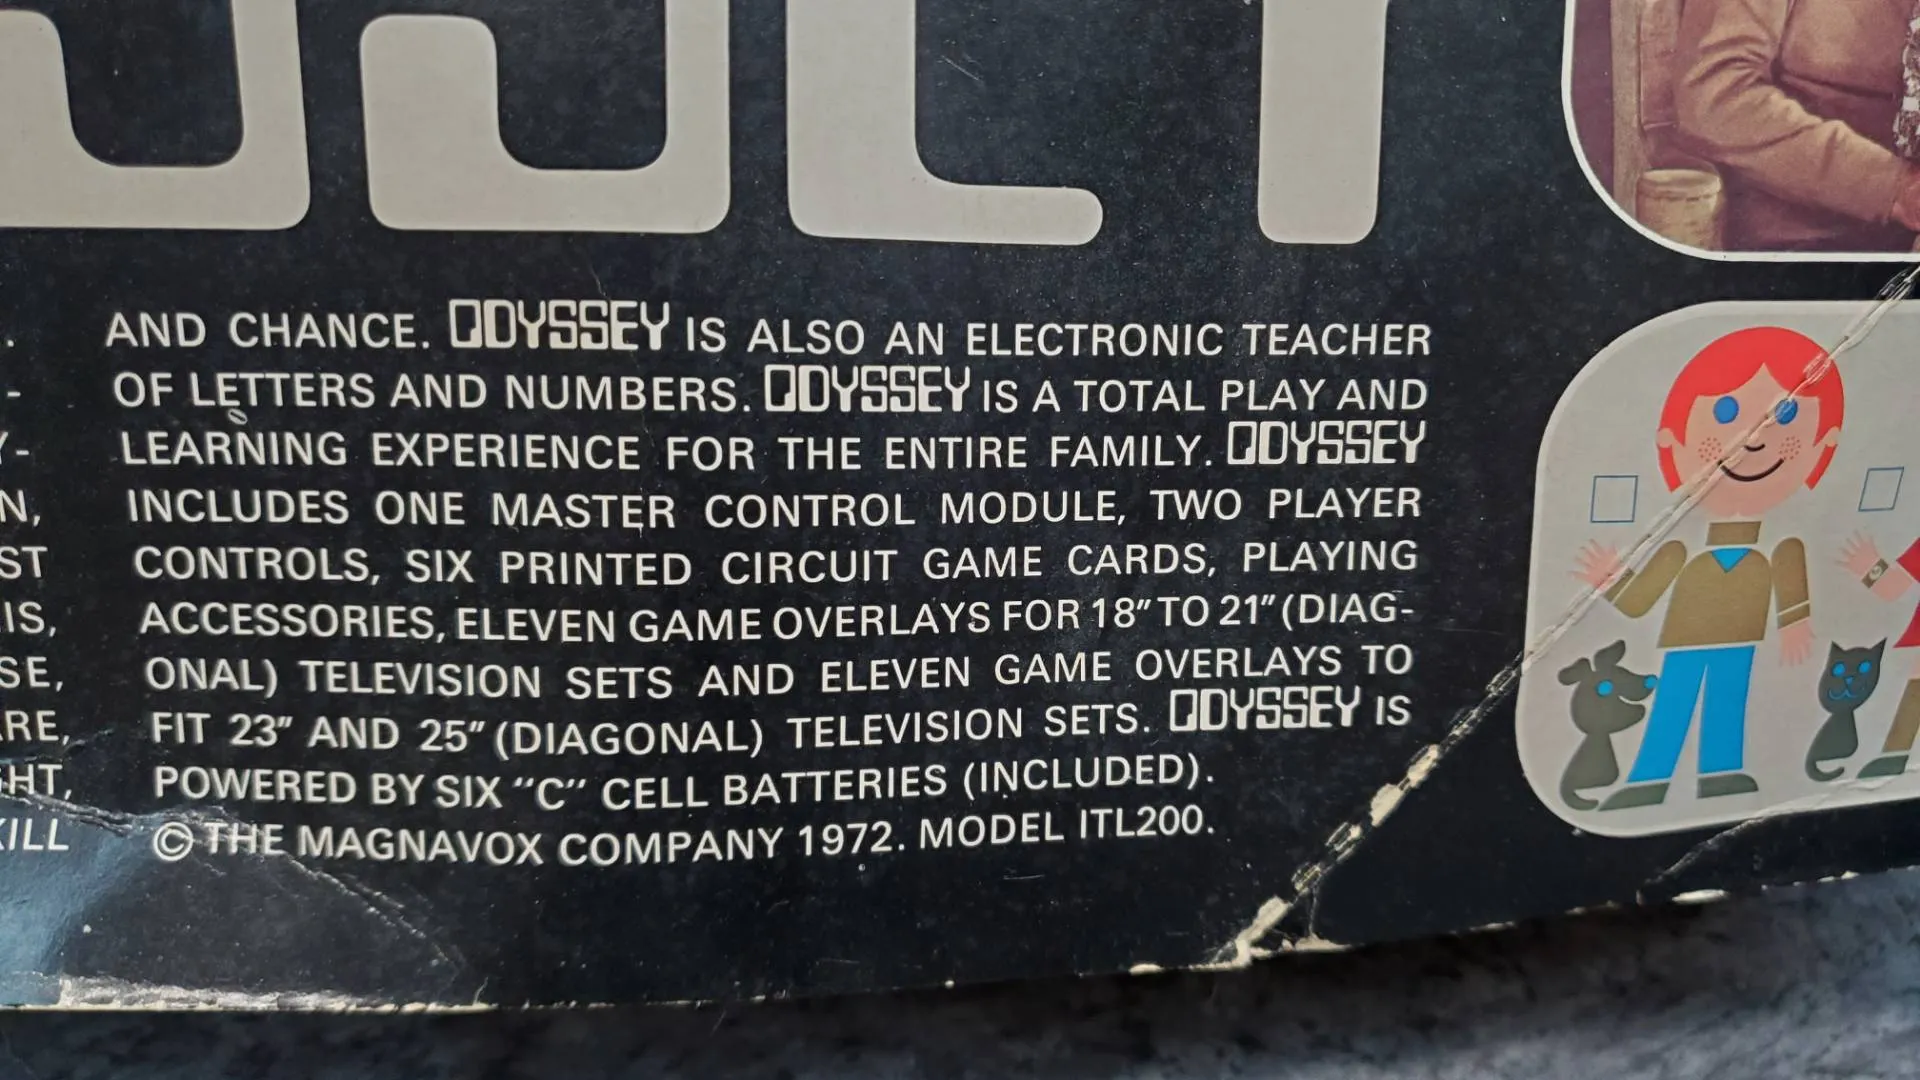 AND CHANCE. ODYSSEY IS ALSO AN ELECTRONIC TEACHER
OF LETTERS AND NUMBERS. ODYSSEY IS A TOTAL PLAY AND
LEARNING EXPERIENCE FOR THE ENTIRE FAMILY. ODYSSEY
INCLUDES ONE MASTER CONTROL MODULE, TWO PLAYER
CONTROLS, SIX PRINTED CIRCUIT GAME CARDS, PLAYING
ACCESSORIES, ELEVEN GAME OVERLAYS FOR 18" TO 21" (DIAG-
ONAL) TELEVISION SETS AND ELEVEN GAME OVERLAYS TO
FIT 23" AND 25" (DIAGONAL) TELEVISION SETS. ODYSSEY IS
POWERED BY SIX "C" CELL BATTERIES (INCLUDED).
© THE MAGNAVOX COMPANY 1972. MODEL ITL200.